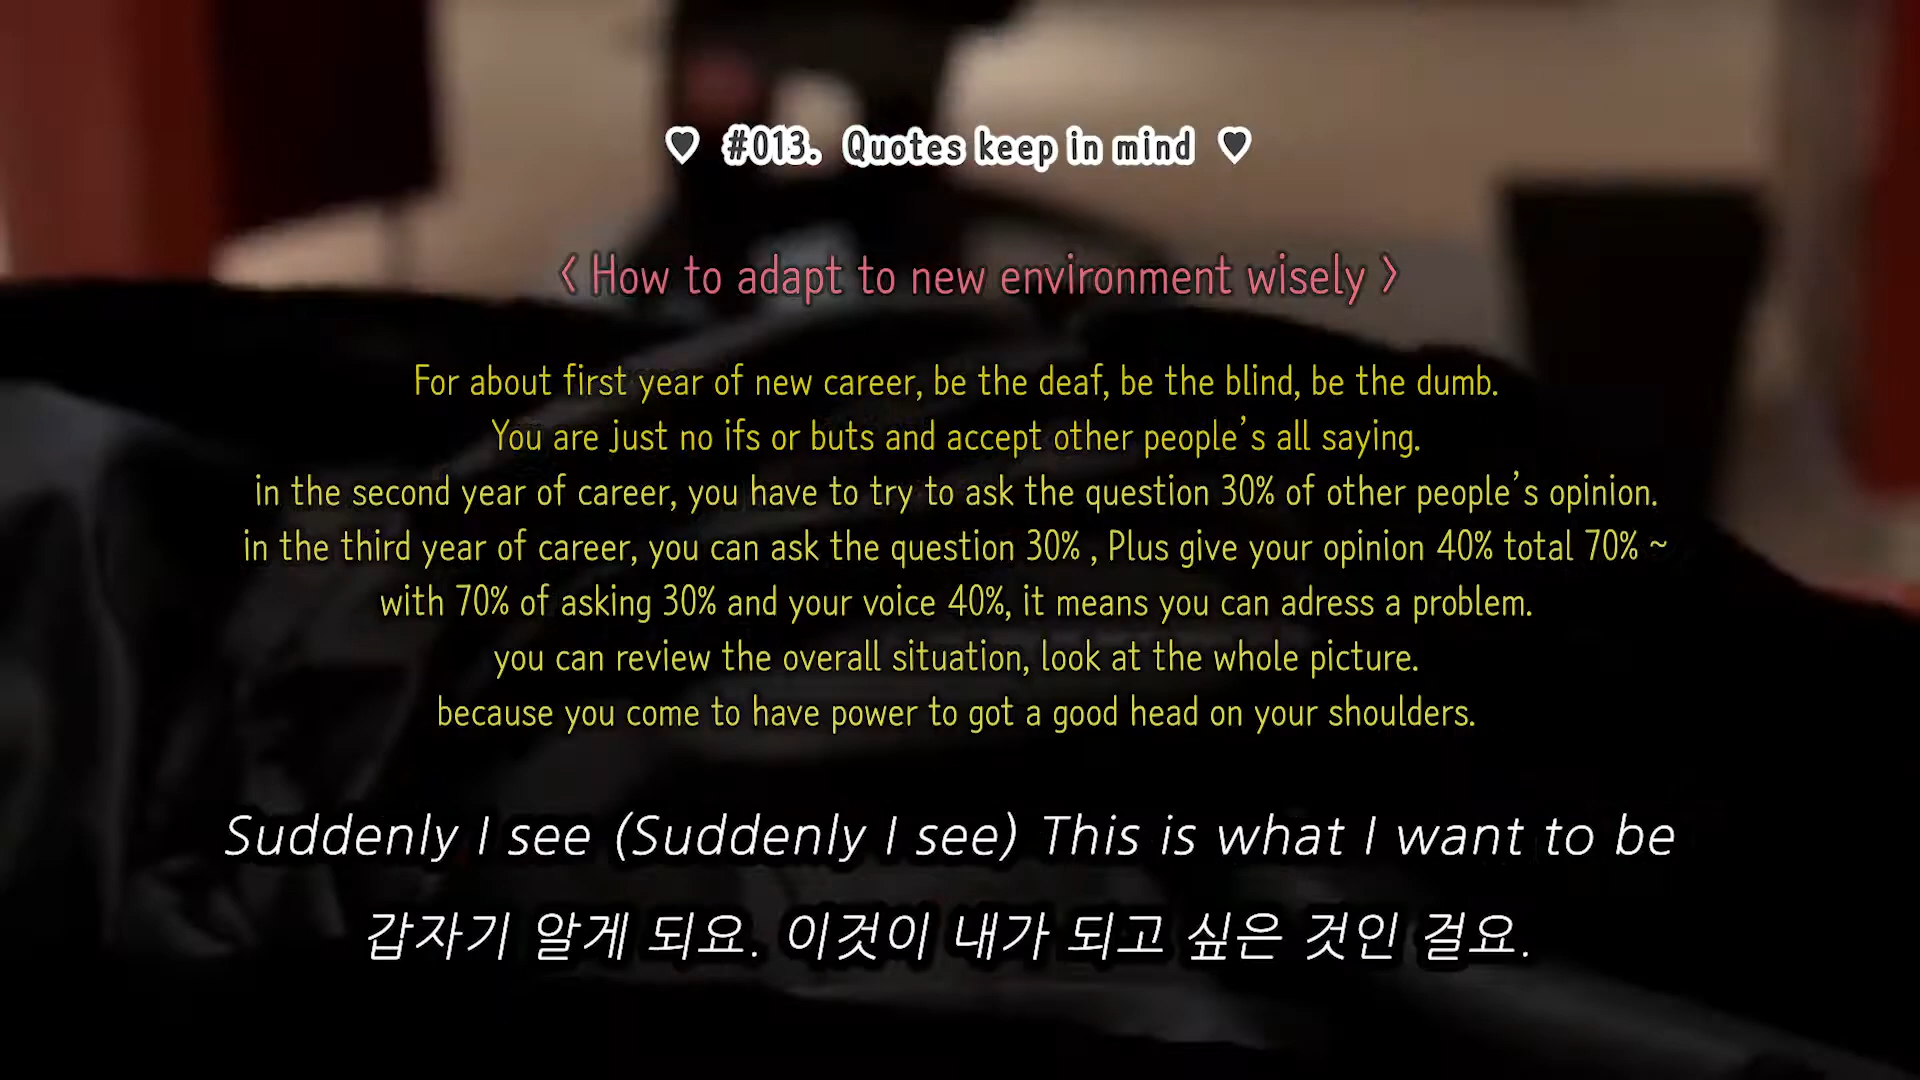 ♥ #013. Quotes keep in mind ♥
< How to adapt to new environment wisely >
For about first year of new career, be the deaf, be the blind, be the dumb.
You are just no ifs or buts and accept other people's all saying.
in the second year of career, you have to try to ask the question 30% of other people's opinion.
in the third year of career, you can ask the question 30% , Plus give your opinion 40% total 70% ~
with 70% of asking 30% and your voice 40%, it means you can adress a problem.
you can review the overall situation, look at the whole picture.
because you come to have power to got a good head on your shoulders.
Suddenly I see (Suddenly I see) This is what I want to be
갑자기 알게 되요. 이것이 내가 되고 싶은 것인 걸요.